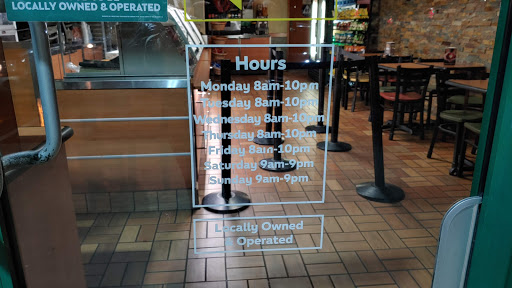 LOCALLY OWNED & OPERATED
Hours
Monday 8am-10pm
Tuesday 8am-10pm
Wednesday 8am-10pm
Thursday 8am-10pm
Friday 8am-10pm
Saturday 9am-9pm
Sunday 9am-9pm
Locally Owned
& Operated